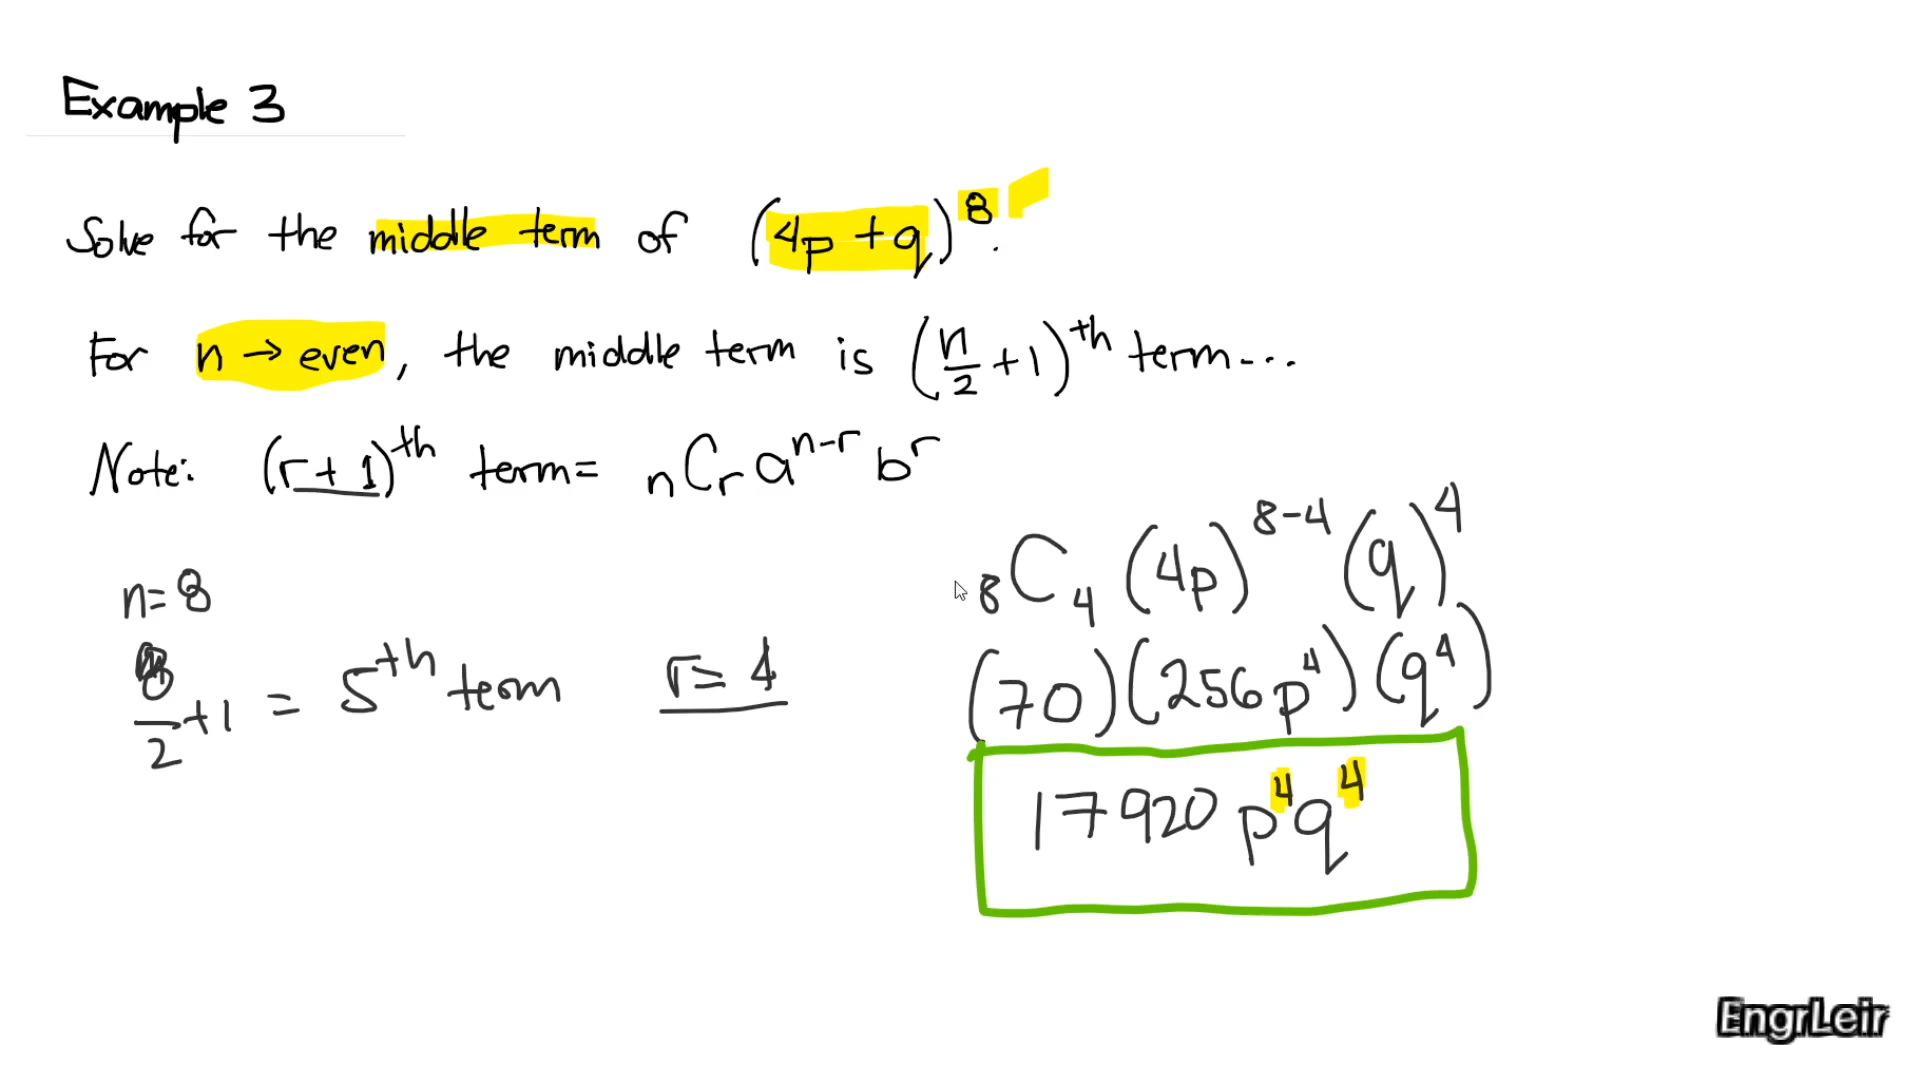 Example 3
Solve for the middle term of (4p + q)^8.
For n → even, the middle term is (n/2 + 1)^th term...
Note: (r + 1)^th term = nCr a^n-r b^r
n = 8
8/2 + 1 = 5^th term r = 4
8C4 (4p)^8-4 (q)^4
(70)(256p^4)(q^4)
17920 p^4 q^4
EngrLeir